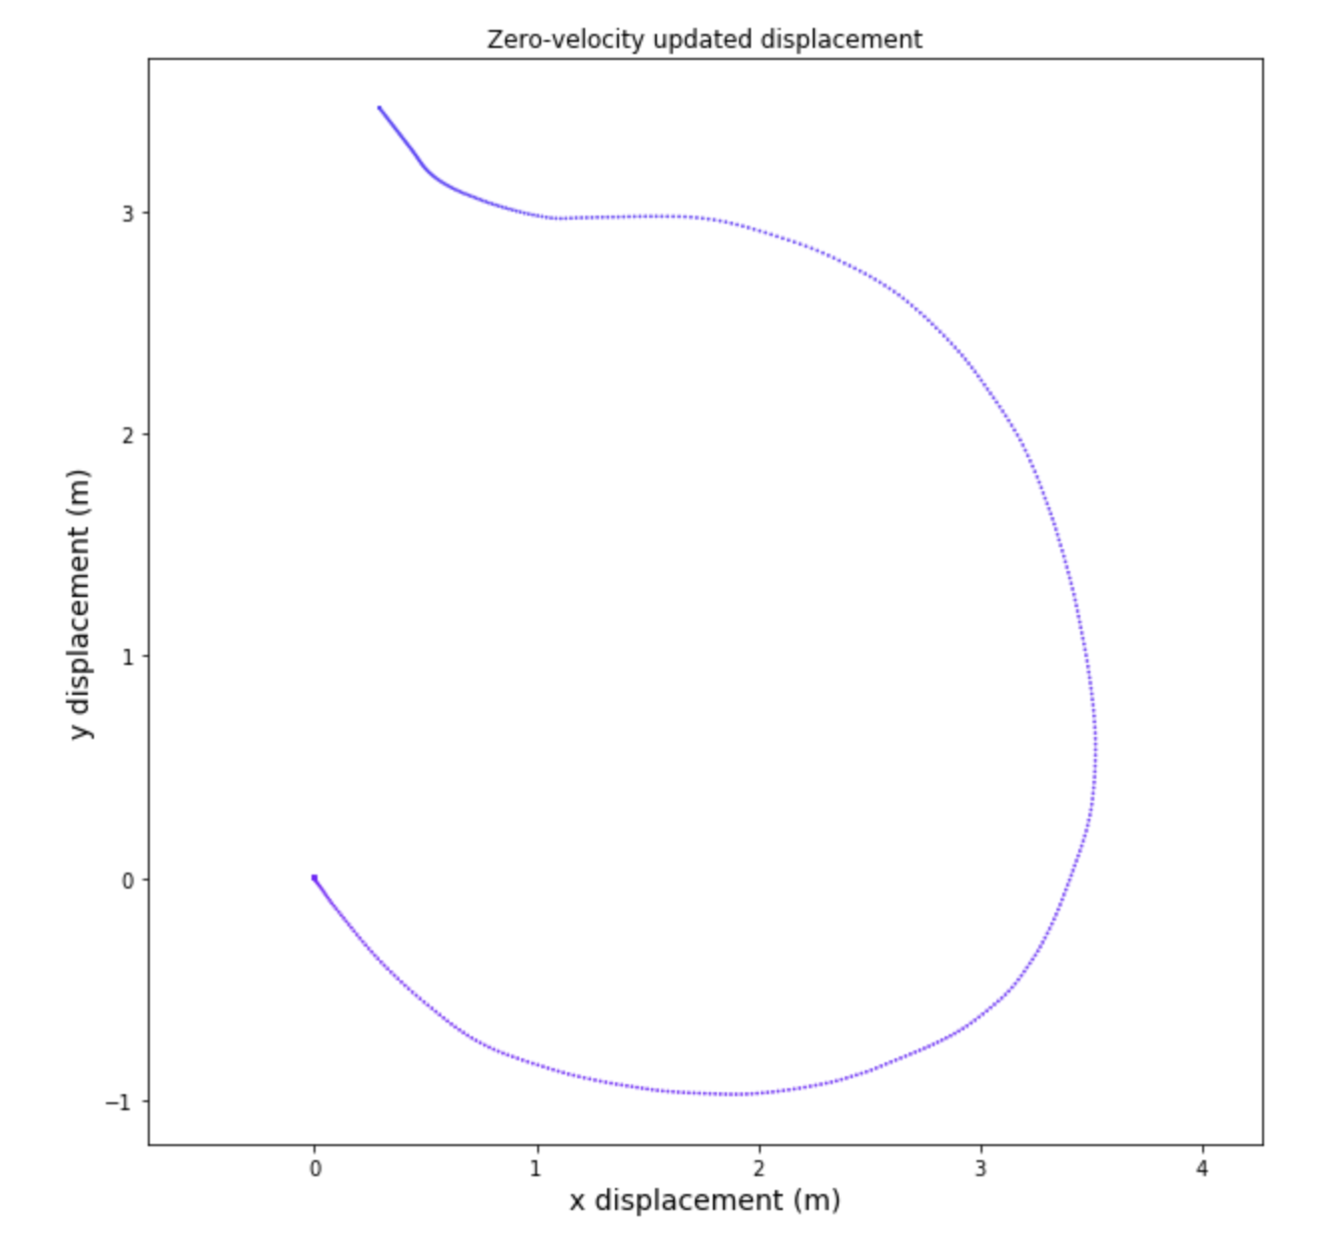 Zero-velocity updated displacement
3
2
1
0
−1
y displacement (m)
0 1 2 3 4
x displacement (m)